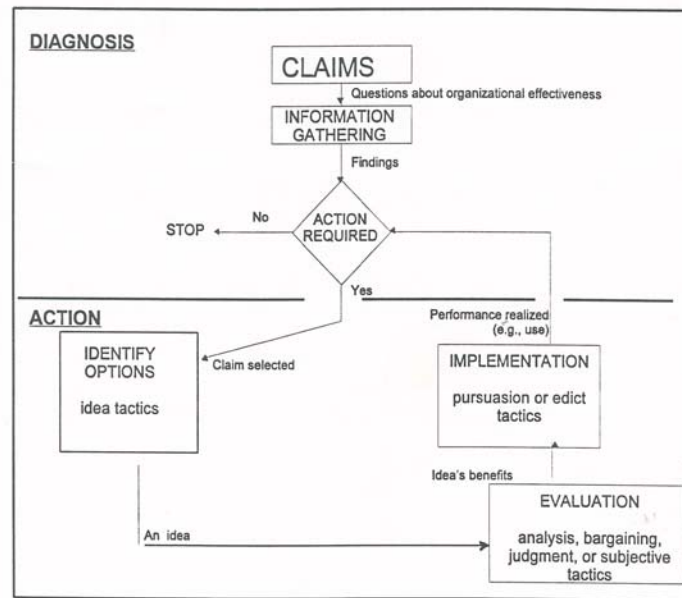 DIAGNOSIS
CLAIMS
Questions about organizational effectiveness
INFORMATION
GATHERING
Findings
No
STOP
ACTION
REQUIRED
Yes
ACTION
Performance realized
(e.g., use)
IDENTIFY
OPTIONS
idea tactics
Claim selected
IMPLEMENTATION
pursuasion or edict
tactics
Idea's benefits
EVALUATION
analysis, bargaining,
judgment, or subjective
tactics
An idea